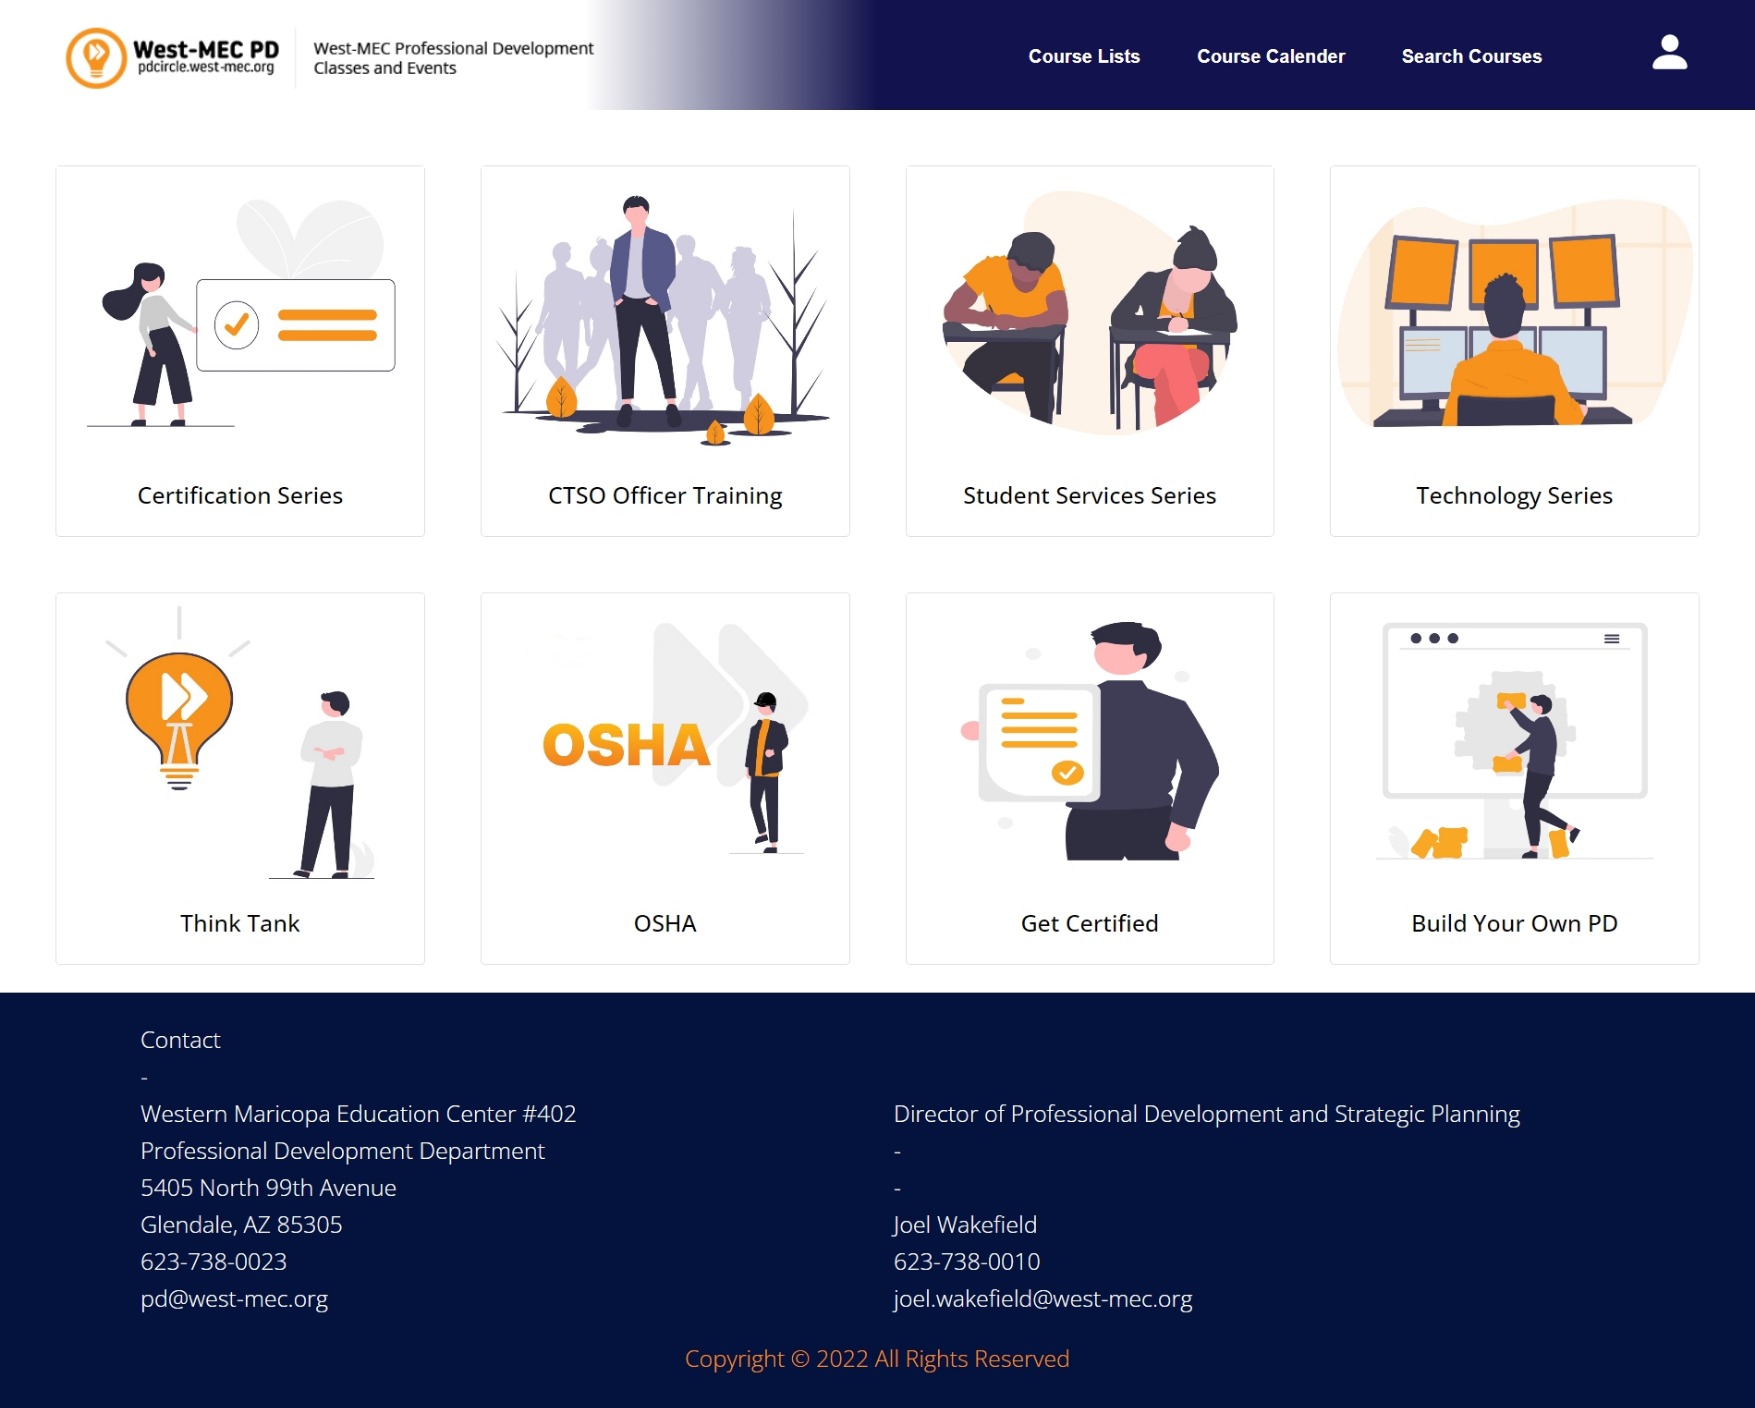 West-MEC PD
pdcircle.west-mec.org
West-MEC Professional Development
Classes and Events
Course Lists
Course Calender
Search Courses
Certification Series
CTSO Officer Training
Student Services Series
Technology Series
OSHA
Think Tank
OSHA
Get Certified
Build Your Own PD
Contact
-
Western Maricopa Education Center #402
Professional Development Department
5405 North 99th Avenue
Glendale, AZ 85305
623-738-0023
pd@west-mec.org
Director of Professional Development and Strategic Planning
-
-
Joel Wakefield
623-738-0010
joel.wakefield@west-mec.org
Copyright © 2022 All Rights Reserved